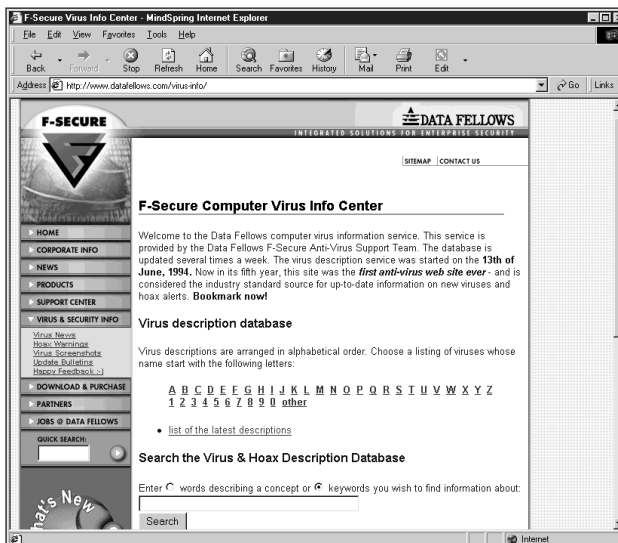 F-Secure Virus Info Center - MindSpring Internet Explorer
File Edit View Favorites Tools Help
Back Forward Stop Refresh Home Search Favorites History Mail Print Edit
Address http://www.datafellows.com/virus-info/ Go Links
F-SECURE
DATA FELLOWS
INTEGRATED SOLUTIONS FOR ENTERPRISE SECURITY
SITEMAP CONTACT US
HOME
CORPORATE INFO
NEWS
PRODUCTS
SUPPORT CENTER
VIRUS & SECURITY INFO
Virus News
Hoax Warnings
Virus Screenshots
Update Bulletins
Happy Feedback :-)
DOWNLOAD & PURCHASE
PARTNERS
JOBS @ DATA FELLOWS
QUICK SEARCH:
What's New
F-Secure Computer Virus Info Center
Welcome to the Data Fellows computer virus information service. This service is
provided by the Data Fellows F-Secure Anti-Virus Support Team. The database is
updated several times a week. The virus description service was started on the 13th of
June, 1994. Now in its fifth year, this site was the first anti-virus web site ever - and is
considered the industry standard source for up-to-date information on new viruses and
hoax alerts. Bookmark now!
Virus description database
Virus descriptions are arranged in alphabetical order. Choose a listing of viruses whose
name start with the following letters:
A B C D E F G H I J K L M N O P Q R S T U V W X Y Z
1 2 3 4 5 6 7 8 9 0 other
• list of the latest descriptions
Search the Virus & Hoax Description Database
Enter words describing a concept or keywords you wish to find information about:
Search
Internet